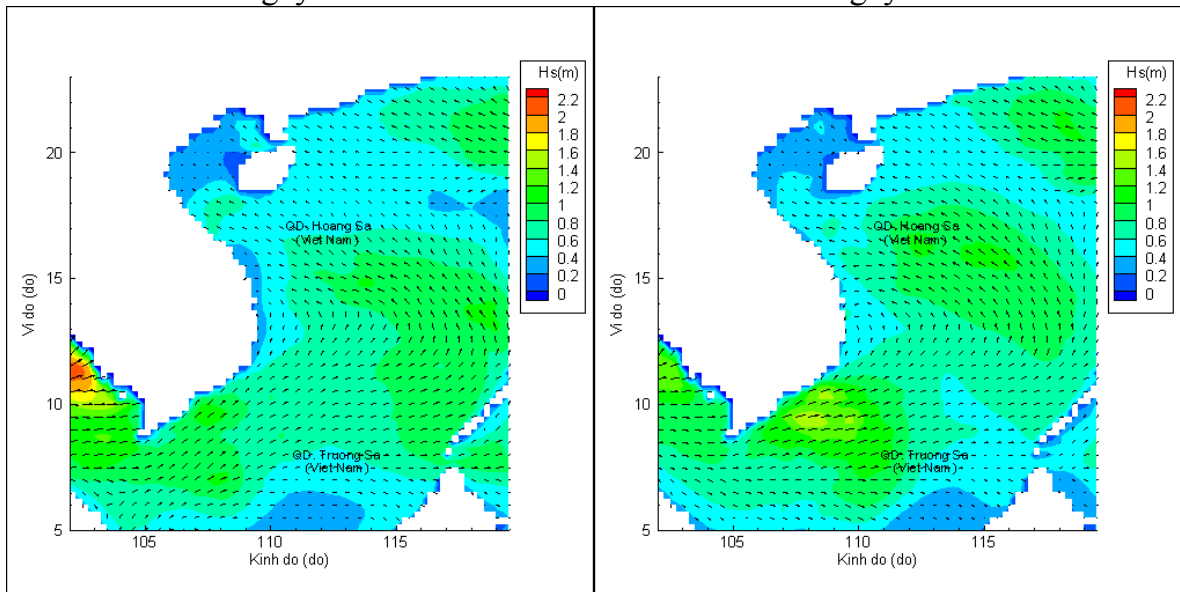 Hs(m)
2.2
2
1.8
1.6
1.4
1.2
1
0.8
0.6
0.4
0.2
0
20
15
10
5
Vi do (do)
QD. Hoang Sa
(Viet Nam)
QD. Truong Sa
(Viet Nam)
105
110
115
Kinh do (do)
Hs(m)
2.2
2
1.8
1.6
1.4
1.2
1
0.8
0.6
0.4
0.2
0
20
15
10
5
Vi do (do)
QD. Hoang Sa
(Viet Nam)
QD. Truong Sa
(Viet Nam)
105
110
115
Kinh do (do)